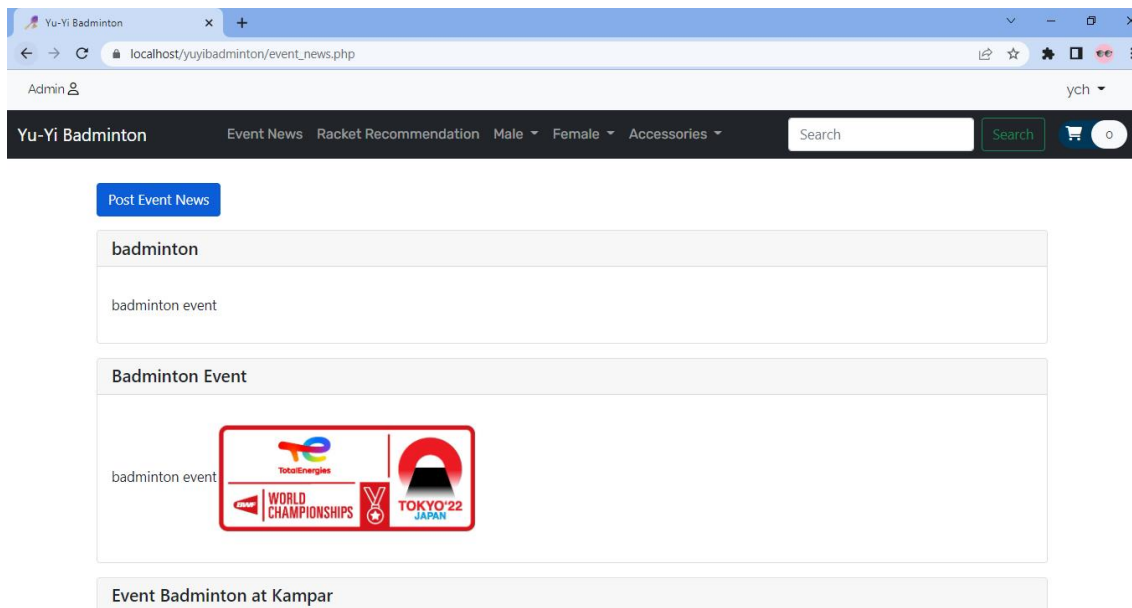 Yu-Yi Badminton
localhost/yuyibadminton/event_news.php
Admin ych
Yu-Yi Badminton Event News Racket Recommendation Male Female Accessories Search Search 0
Post Event News
badminton
badminton event
Badminton Event
badminton event
TotalEnergies
BWF WORLD CHAMPIONSHIPS
TOKYO'22
JAPAN
Event Badminton at Kampar